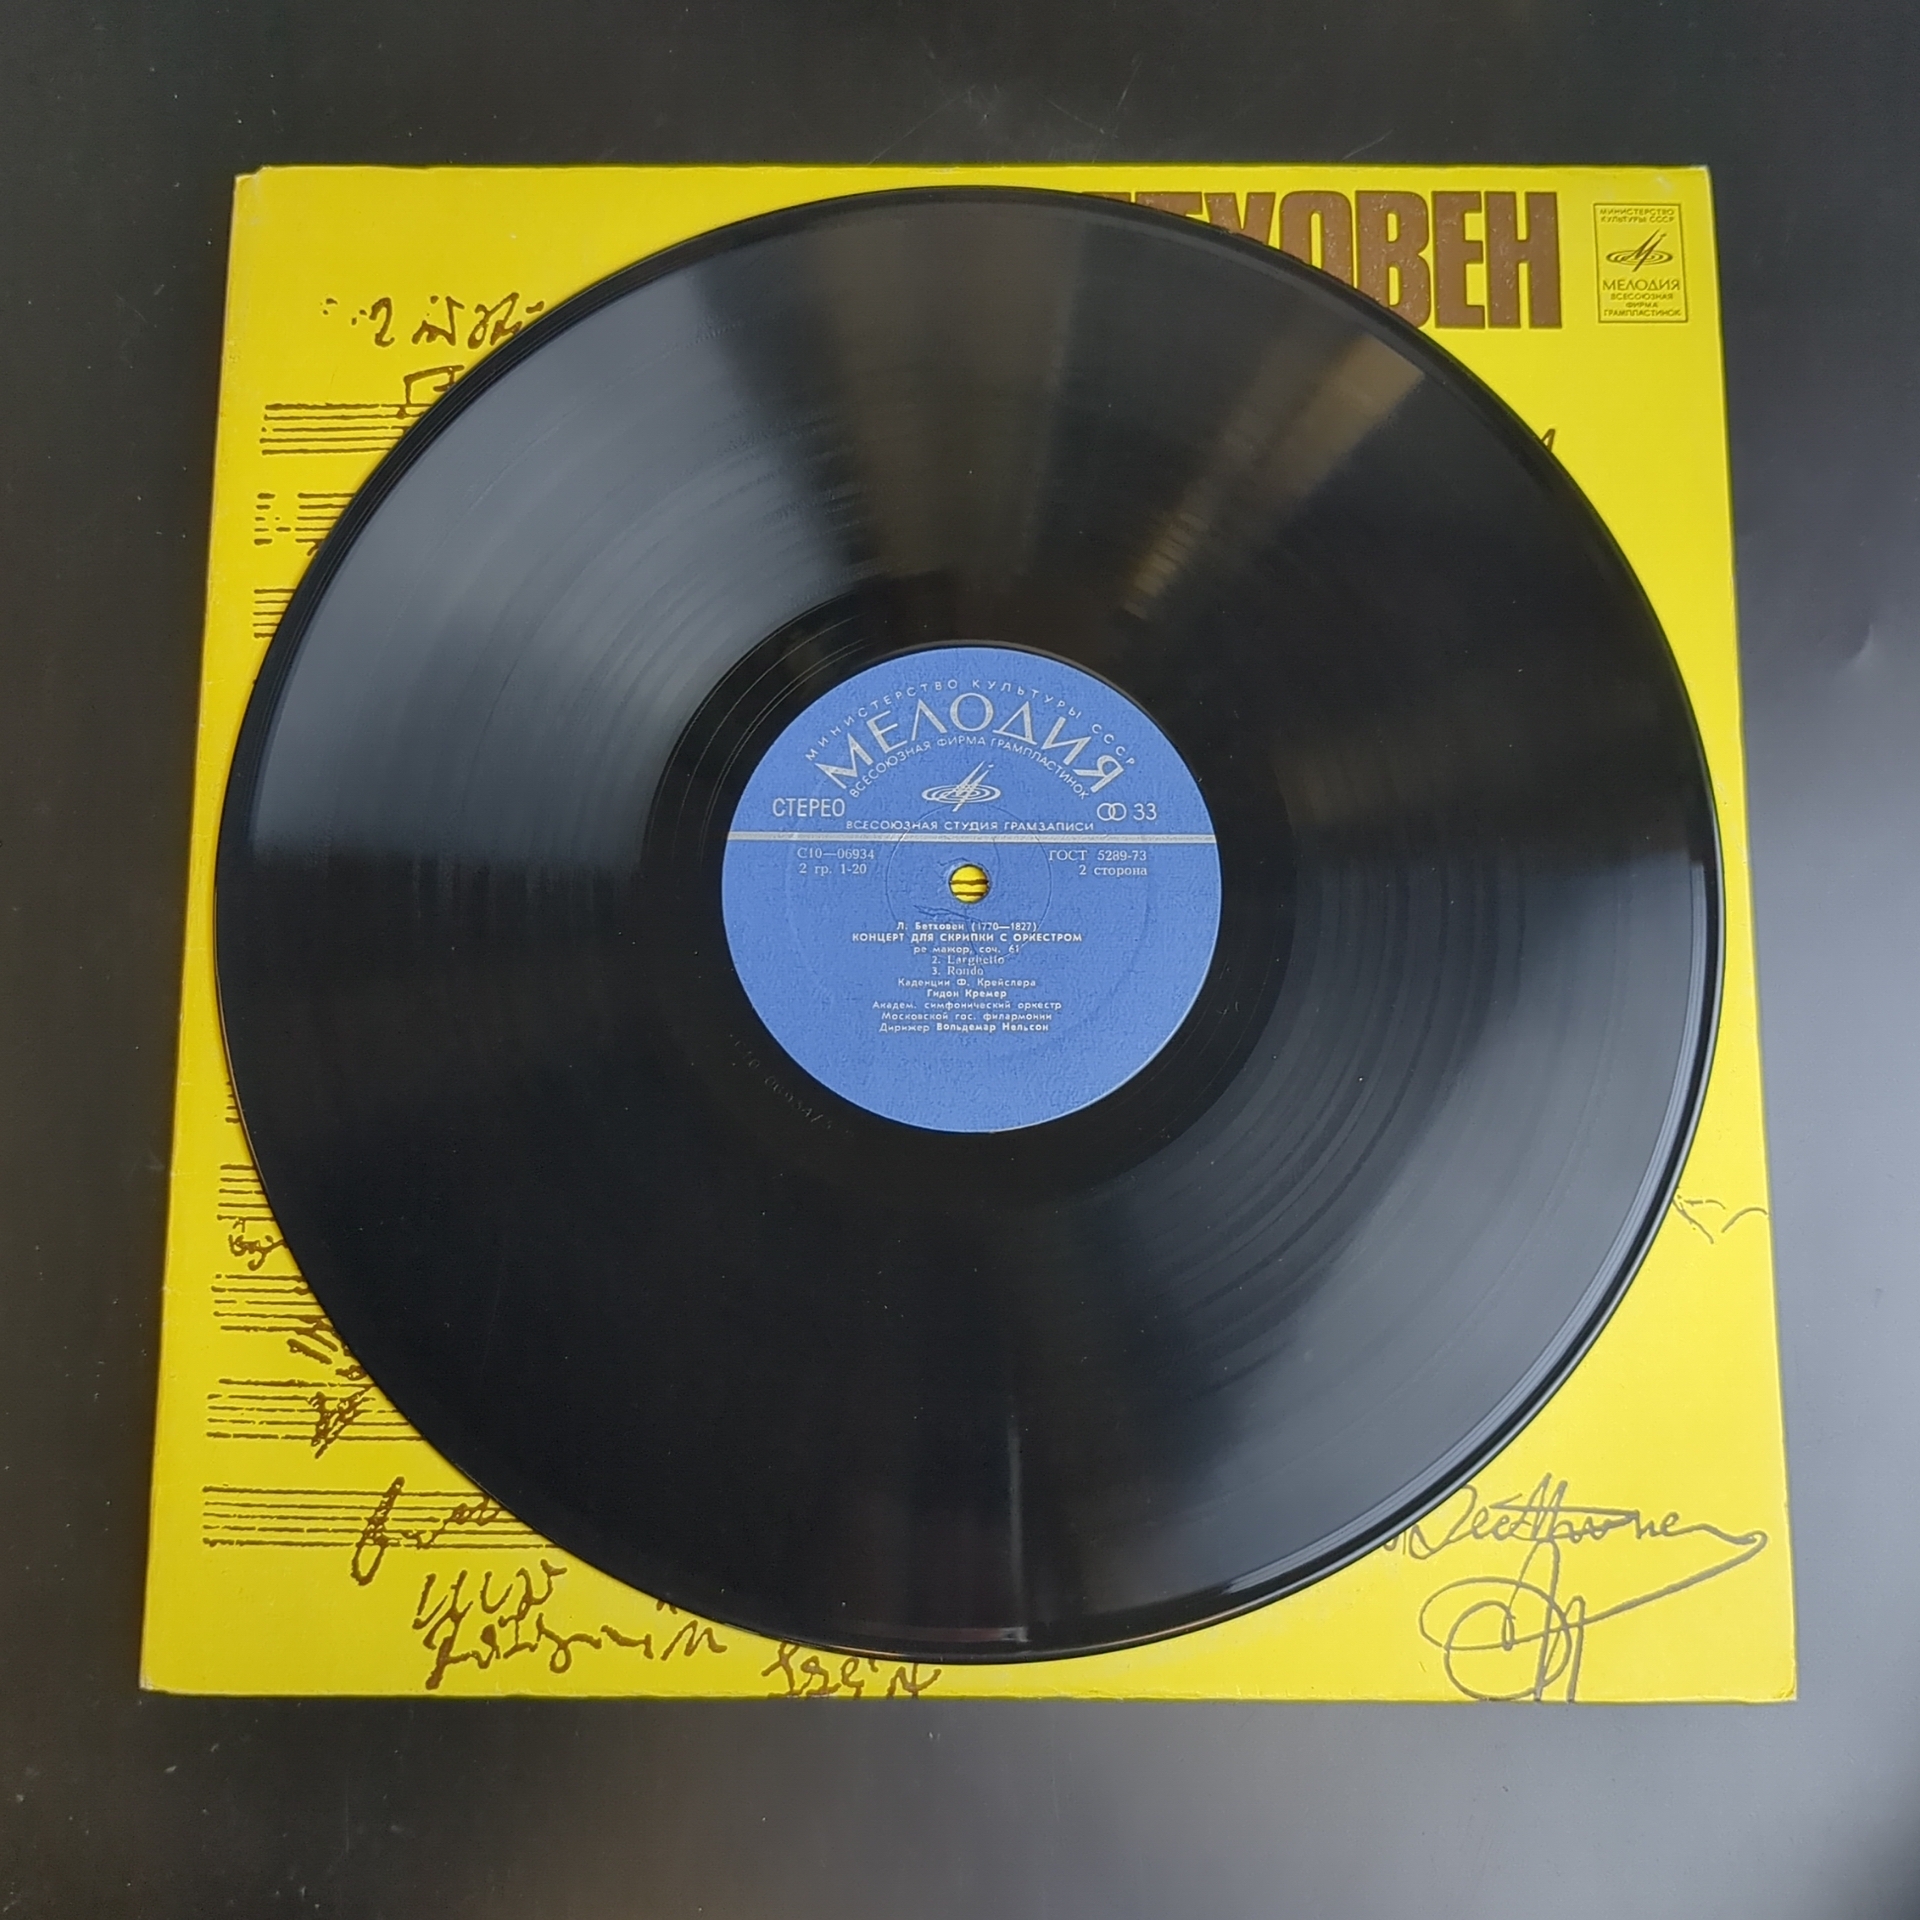 ЕТХОВЕН
МИНИСТЕРСТВО
КУЛЬТУРЫ СССР
МЕЛОДИЯ
ВСЕСОЮЗНАЯ
ФИРМА
ГРАМПЛАСТИНОК
МИНИСТЕРСТВО КУЛЬТУРЫ СССР
МЕЛОДИЯ
ВСЕСОЮЗНАЯ ФИРМА ГРАМПЛАСТИНОК
СТЕРЕО
33
ВСЕСОЮЗНАЯ СТУДИЯ ГРАМЗАПИСИ
С10—06934
ГОСТ 5289-73
2 гр. 1-20
2 сторона
Л. Бетховен (1770—1827)
КОНЦЕРТ ДЛЯ СКРИПКИ С ОРКЕСТРОМ
ре мажор, соч. 61
2. Larghetto
3. Rondo
Каденции Ф. Крейслера
Гидон Кремер
Академ. симфонический оркестр
Московской гос. филармонии
Дирижер Вольдемар Нельсон